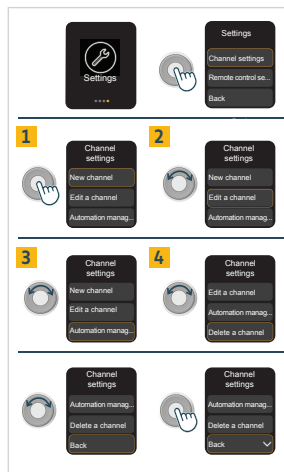 Settings
Settings
Channel settings
Remote control se...
Back
1
Channel
settings
New channel
Edit a channel
Automation manag...
2
Channel
settings
New channel
Edit a channel
Automation manag...
3
Channel
settings
New channel
Edit a channel
Automation manag...
4
Channel
settings
Edit a channel
Automation manag...
Delete a channel
Channel
settings
Automation manag...
Delete a channel
Back
Channel
settings
Automation manag...
Delete a channel
Back